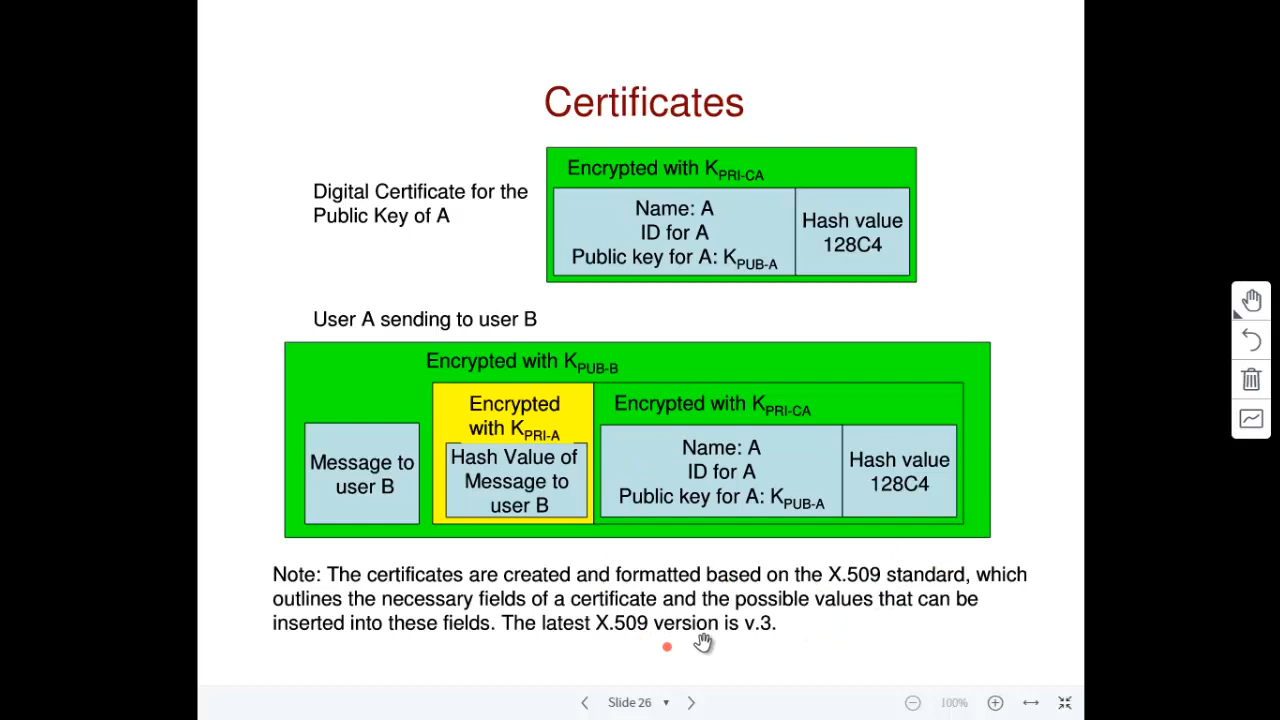 Certificates
Digital Certificate for the
Public Key of A
Encrypted with KPRI-CA
Name: A
ID for A
Public key for A: KPUB-A
Hash value
128C4
User A sending to user B
Encrypted with KPUB-B
Message to
user B
Encrypted
with KPRI-A
Hash Value of
Message to
user B
Encrypted with KPRI-CA
Name: A
ID for A
Public key for A: KPUB-A
Hash value
128C4
Note: The certificates are created and formatted based on the X.509 standard, which
outlines the necessary fields of a certificate and the possible values that can be
inserted into these fields. The latest X.509 version is v.3.
Slide 26
100%